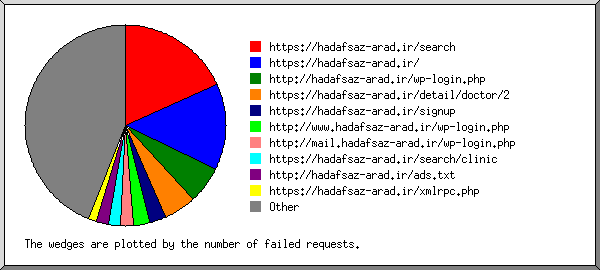 https://hadafsaz-arad.ir/search
https://hadafsaz-arad.ir/
http://hadafsaz-arad.ir/wp-login.php
https://hadafsaz-arad.ir/detail/doctor/2
https://hadafsaz-arad.ir/signup
http://www.hadafsaz-arad.ir/wp-login.php
http://mail.hadafsaz-arad.ir/wp-login.php
https://hadafsaz-arad.ir/search/clinic
http://hadafsaz-arad.ir/ads.txt
https://hadafsaz-arad.ir/xmlrpc.php
Other
The wedges are plotted by the number of failed requests.